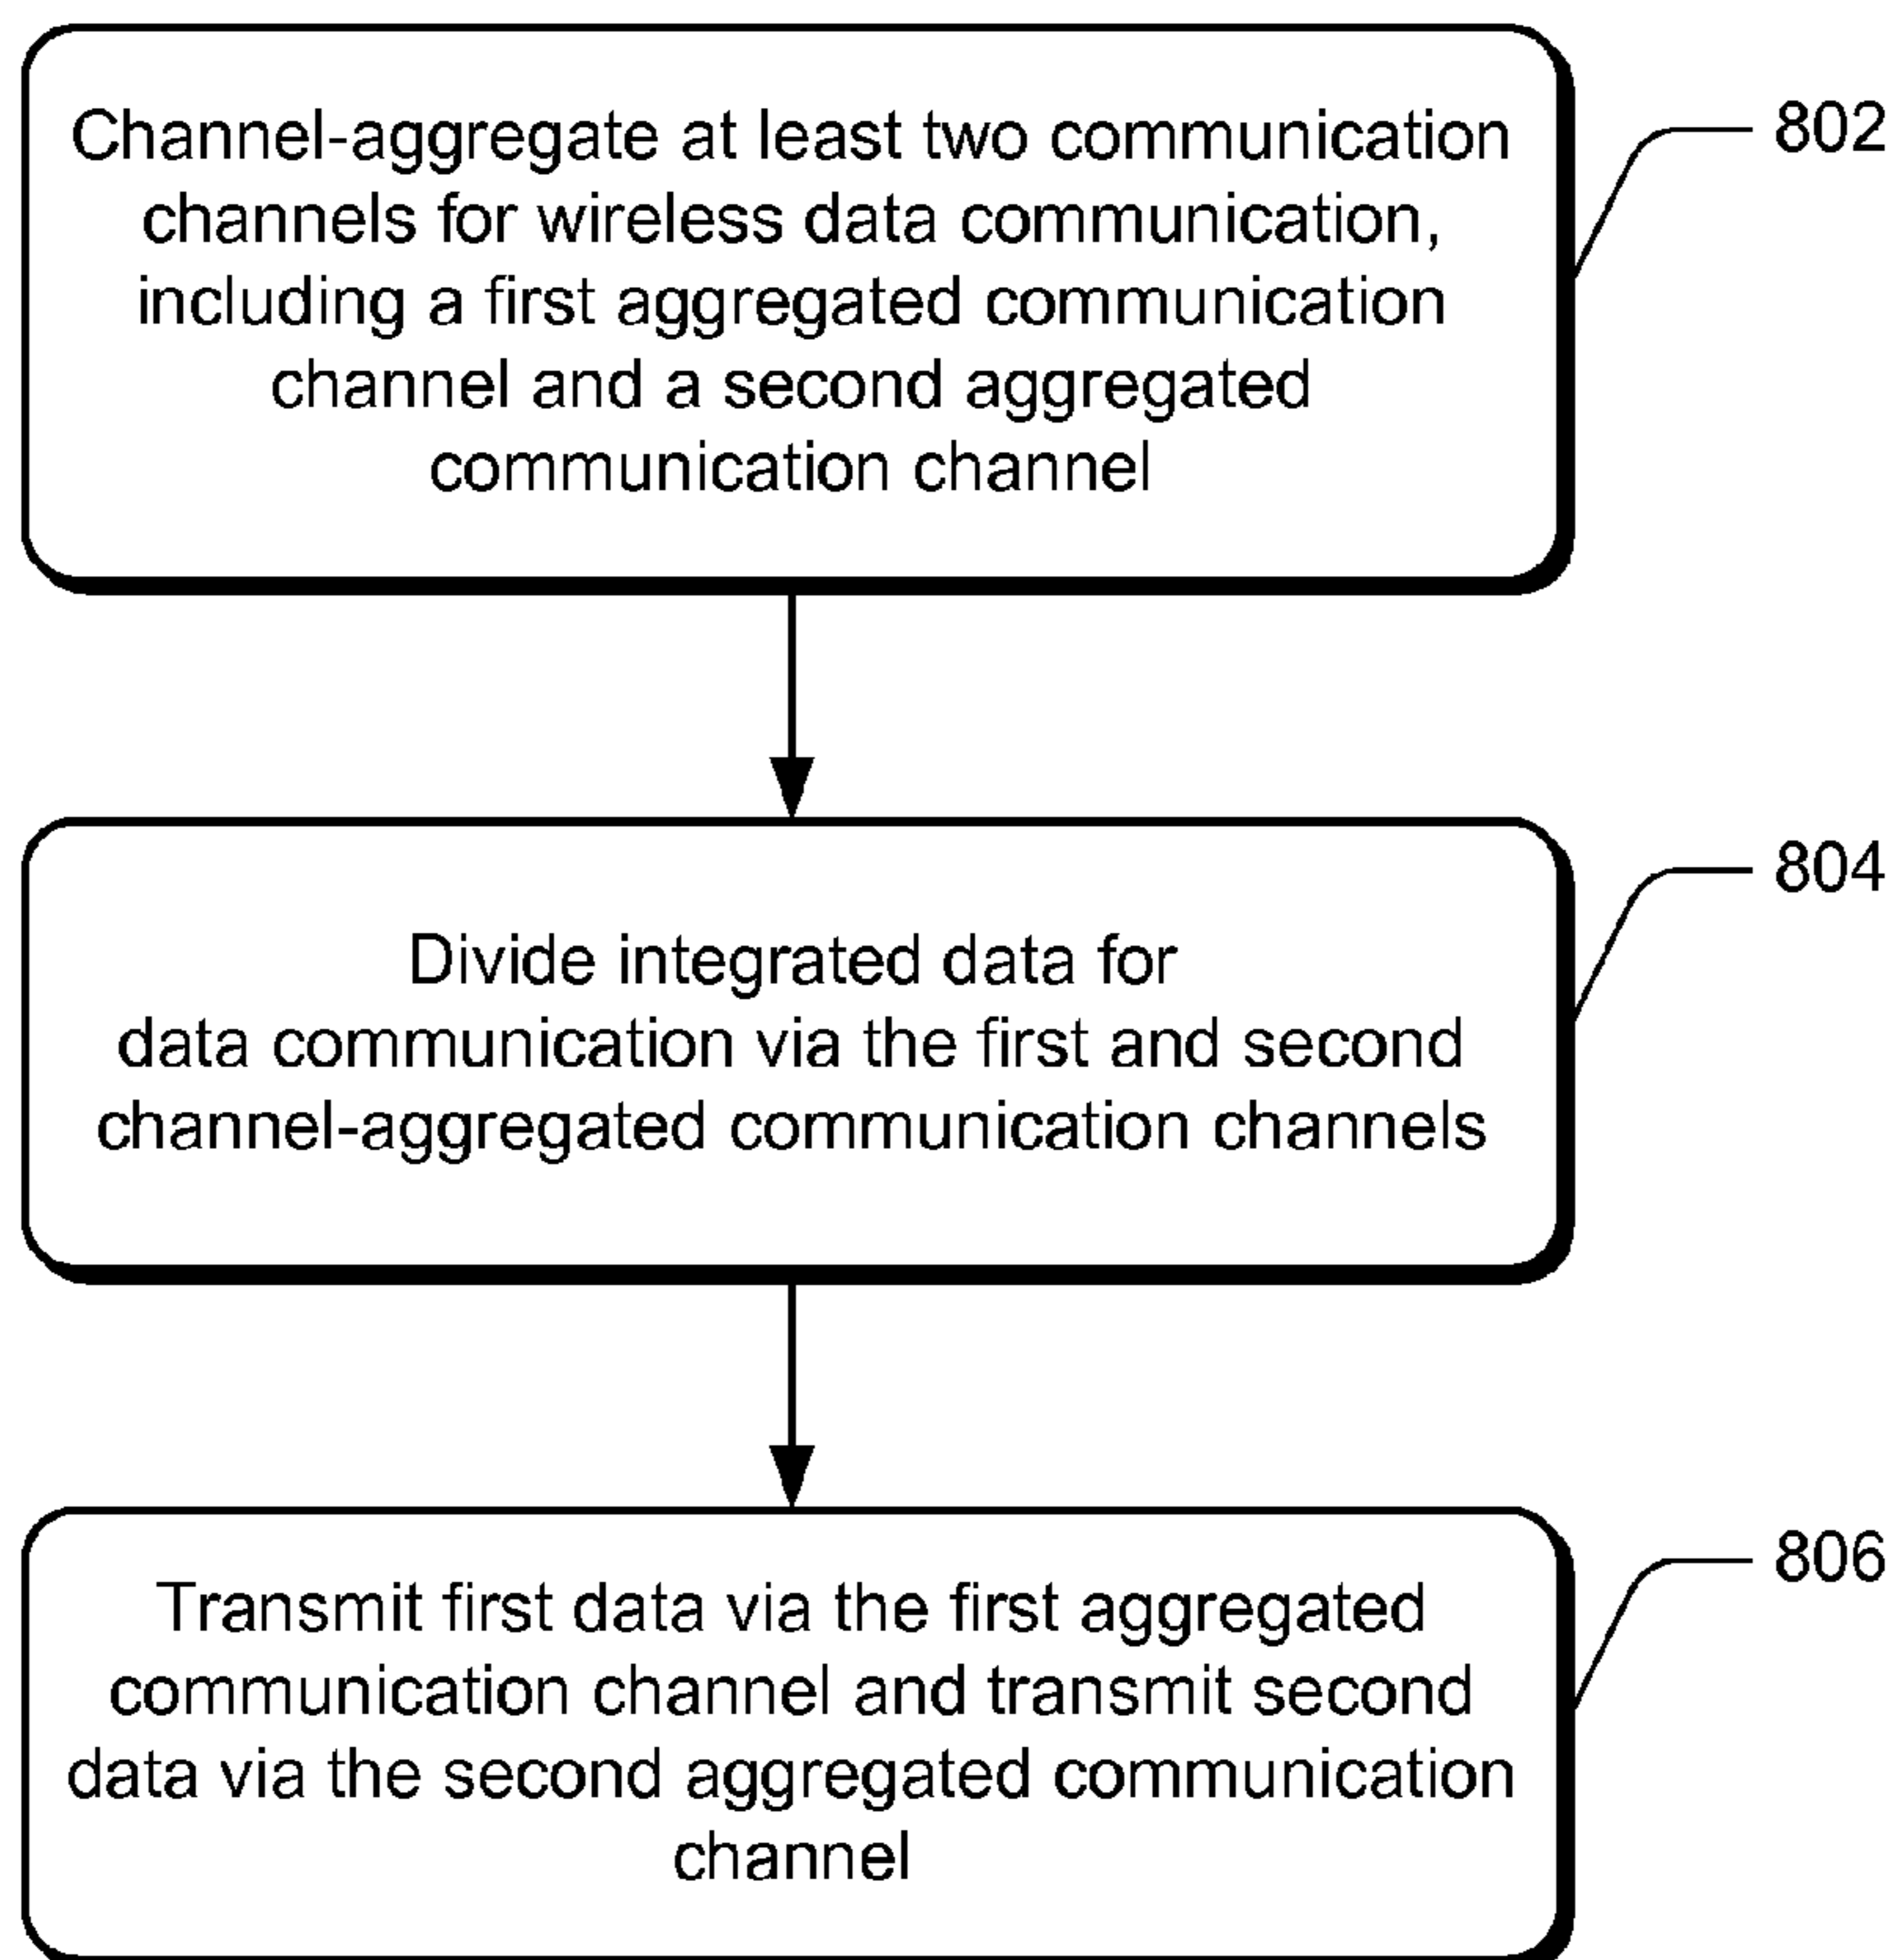 Channel-aggregate at least two communication
channels for wireless data communication,
including a first aggregated communication
channel and a second aggregated
communication channel
802
Divide integrated data for
data communication via the first and second
channel-aggregated communication channels
804
Transmit first data via the first aggregated
communication channel and transmit second
data via the second aggregated communication
channel
806